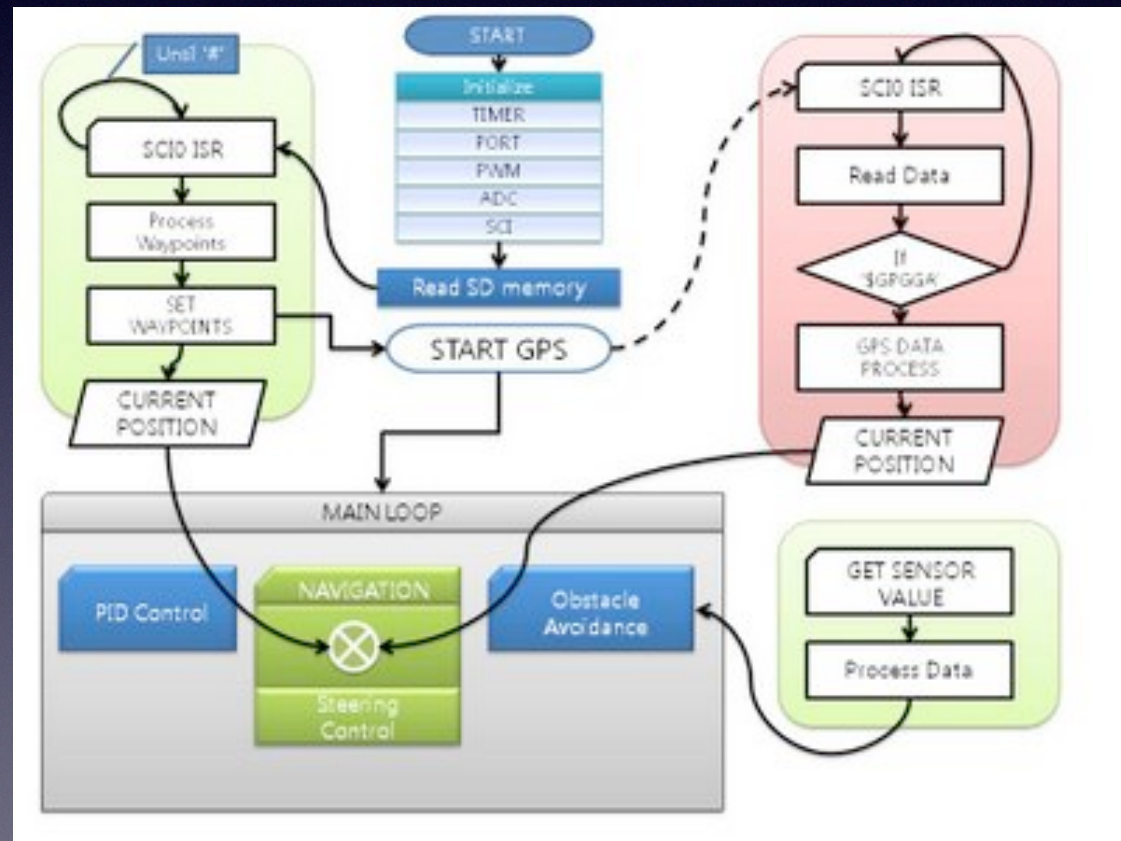 Until '#'
SCI0 ISR
Process
Waypoints
SET
WAYPOINTS
CURRENT
POSITION
START
Initialize
TIMER
PORT
PWM
ADC
SCI
Read SD memory
START GPS
SCI0 ISR
Read Data
If
'$GPGGA'
GPS DATA
PROCESS
CURRENT
POSITION
MAIN LOOP
PID Control
NAVIGATION
Steering
Control
Obstacle
Avoidance
GET SENSOR
VALUE
Process Data